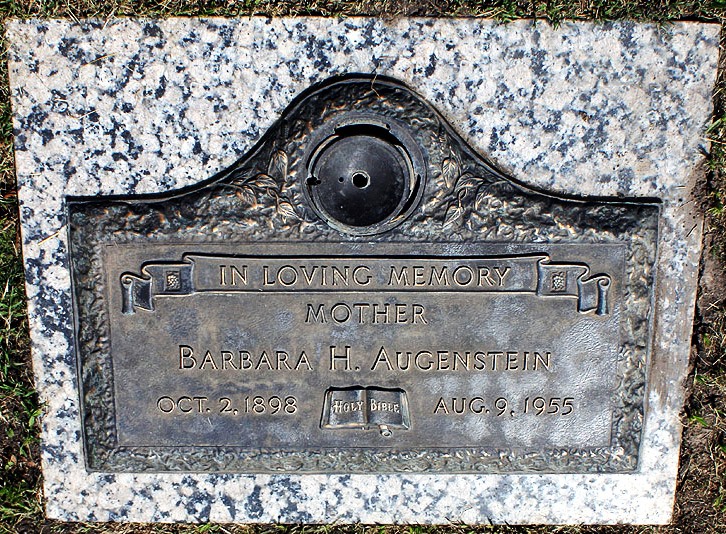 IN LOVING MEMORY
MOTHER
BARBARA H. AUGENSTEIN
OCT. 2, 1898 HOLY BIBLE AUG. 9, 1955